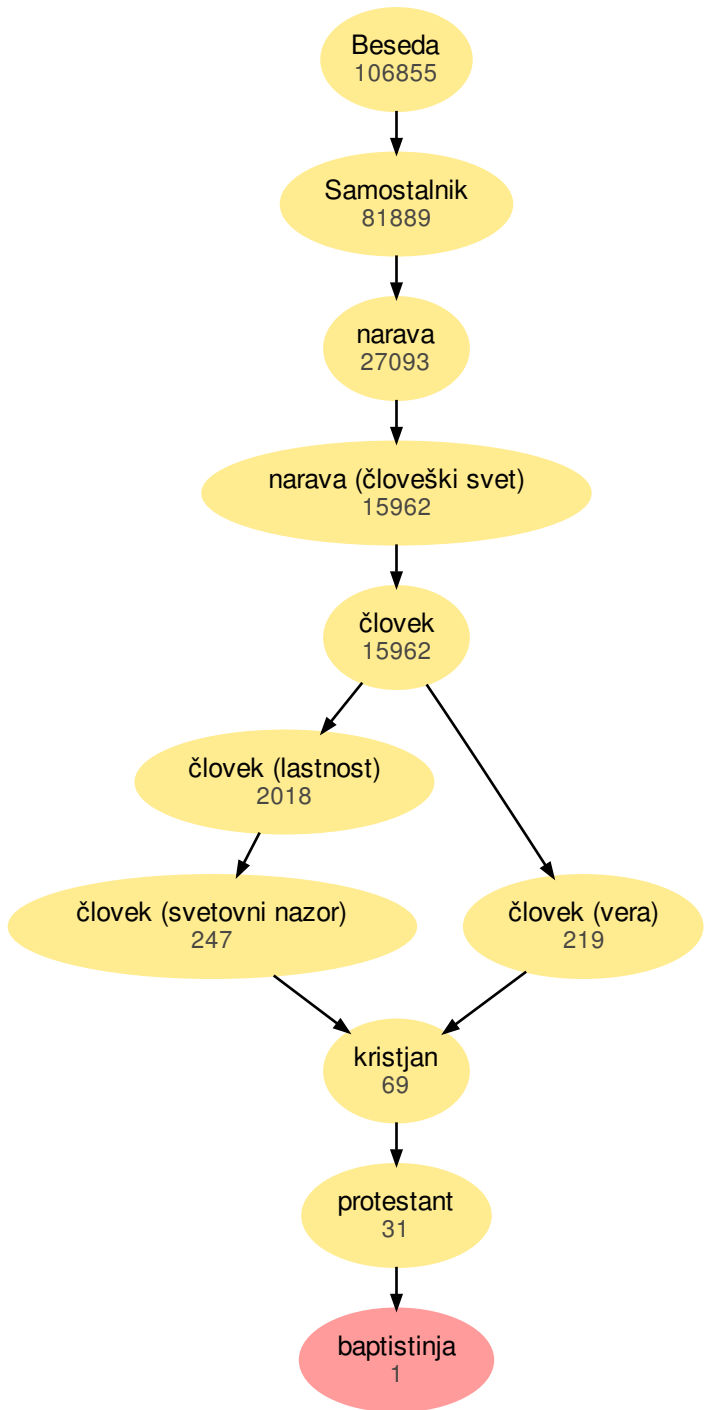 Beseda
106855
Samostalnik
81889
narava
27093
narava (človeški svet)
15962
človek
15962
človek (lastnost)
2018
človek (svetovni nazor)
247
človek (vera)
219
kristjan
69
protestant
31
baptistinja
1